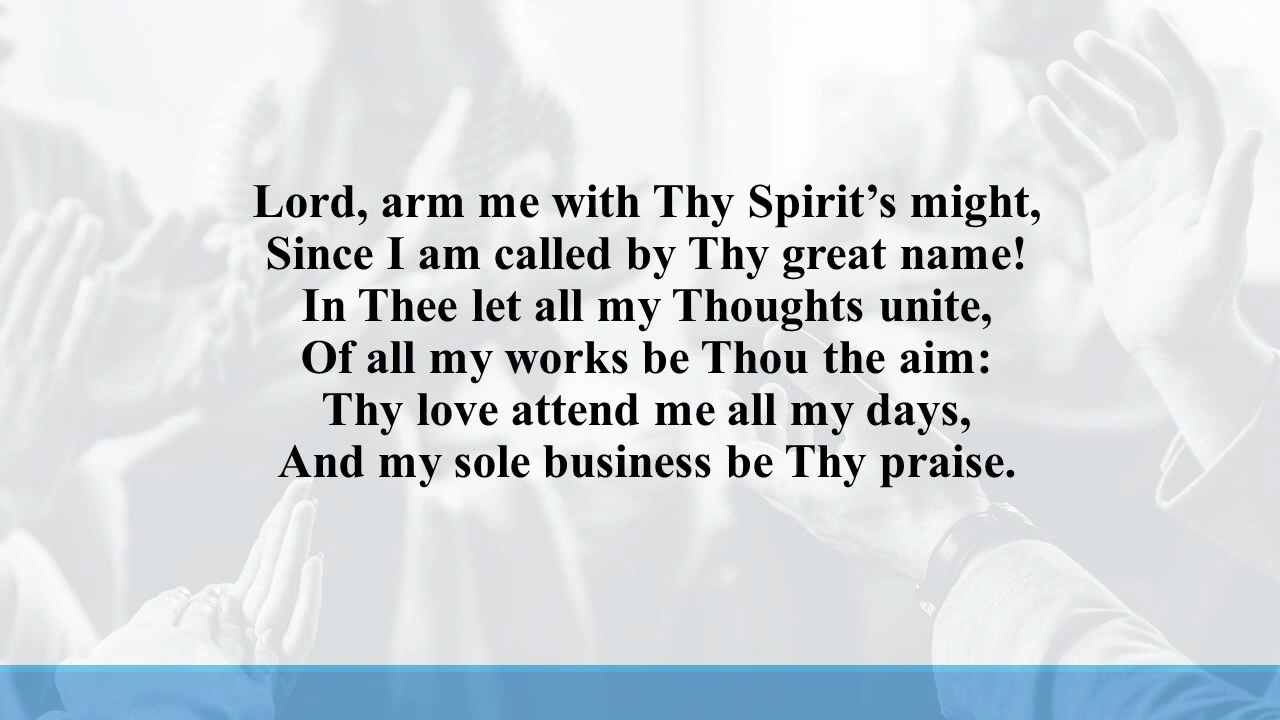 Lord, arm me with Thy Spirit’s might,
Since I am called by Thy great name!
In Thee let all my Thoughts unite,
Of all my works be Thou the aim:
Thy love attend me all my days,
And my sole business be Thy praise.